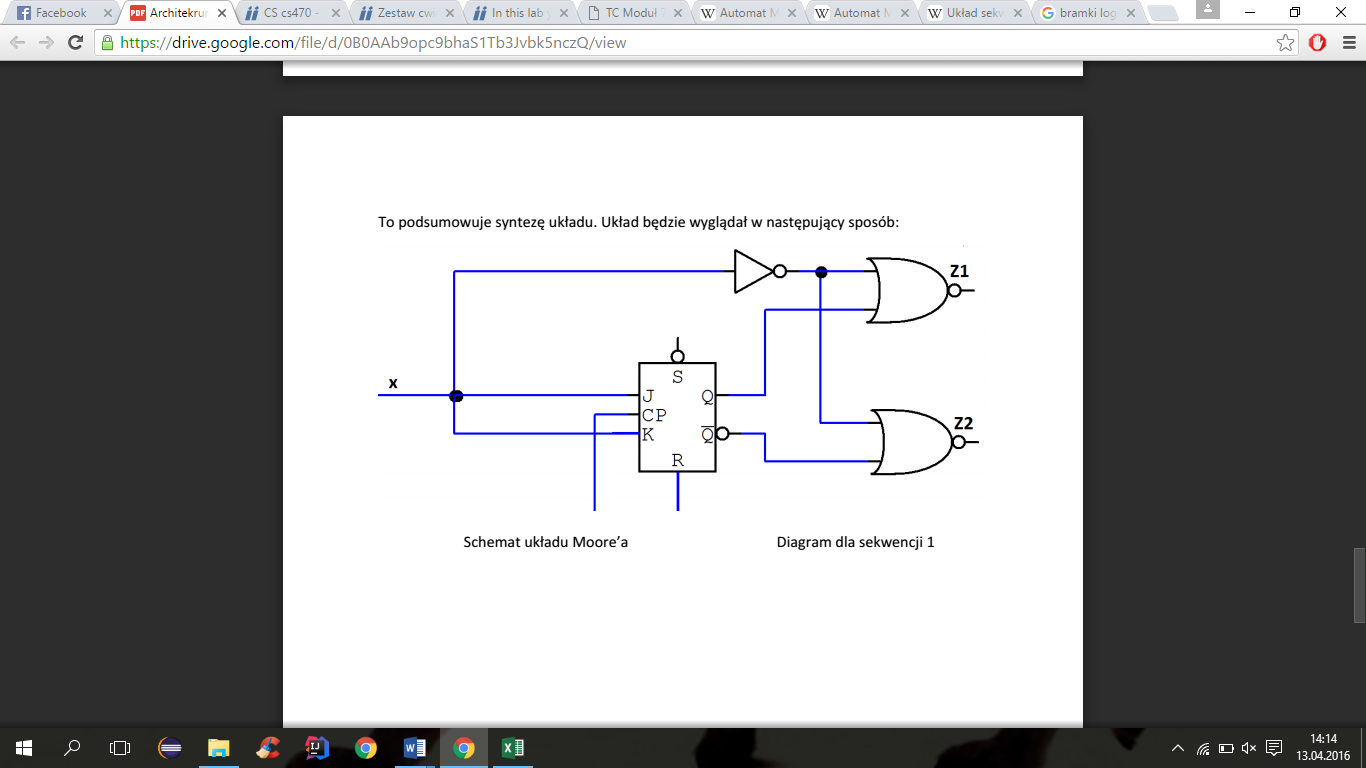 Facebook
Architekrur
CS cs470 -
Zestaw cwi
In this lab y
TC Moduł
Automat M
Automat M
Układ sekw
bramki log
https://drive.google.com/file/d/0B0AAb9opc9bhaS1Tb3Jvbk5nczQ/view
To podsumowuje syntezę układu. Układ będzie wyglądał w następujący sposób:
Z1
S
x
J Q
CP
K Q
R
Z2
Schemat układu Moore’a
Diagram dla sekwencji 1
14:14
13.04.2016